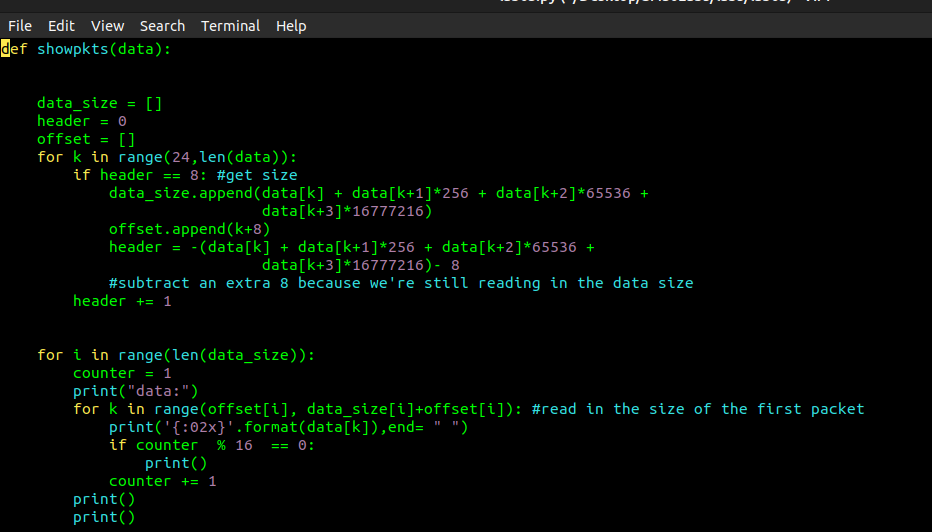 File Edit View Search Terminal Help
def showpkts(data):
    data_size = []
    header = 0
    offset = []
    for k in range(24,len(data)):
        if header == 8: #get size
            data_size.append(data[k] + data[k+1]*256 + data[k+2]*65536 +
                             data[k+3]*16777216)
            offset.append(k+8)
            header = -(data[k] + data[k+1]*256 + data[k+2]*65536 +
                             data[k+3]*16777216)- 8
            #subtract an extra 8 because we're still reading in the data size
        header += 1
    for i in range(len(data_size)):
        counter = 1
        print("data:")
        for k in range(offset[i], data_size[i]+offset[i]): #read in the size of the first packet
            print('{:02x}'.format(data[k]),end= " ")
            if counter  % 16  == 0:
                print()
            counter += 1
        print()
        print()